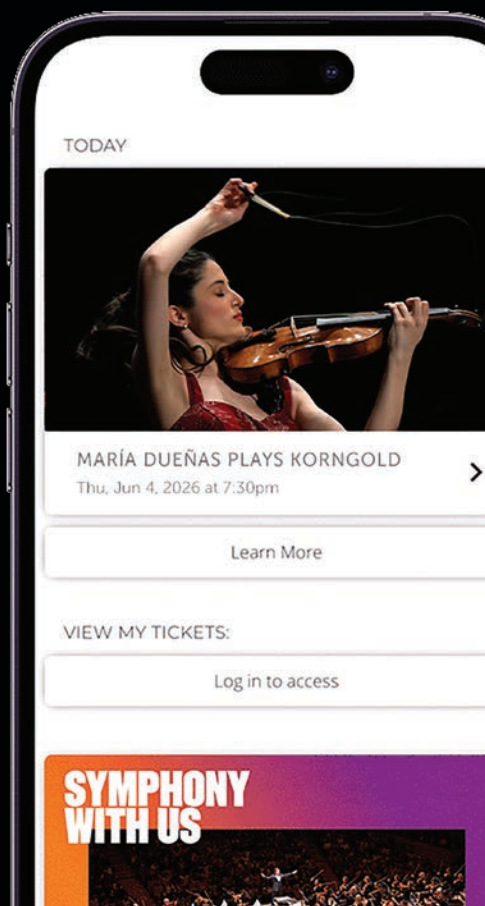 TODAY
MARÍA DUEÑAS PLAYS KORNGOLD
Thu, Jun 4, 2026 at 7:30pm
Learn More
VIEW MY TICKETS:
Log in to access
SYMPHONY
WITH US